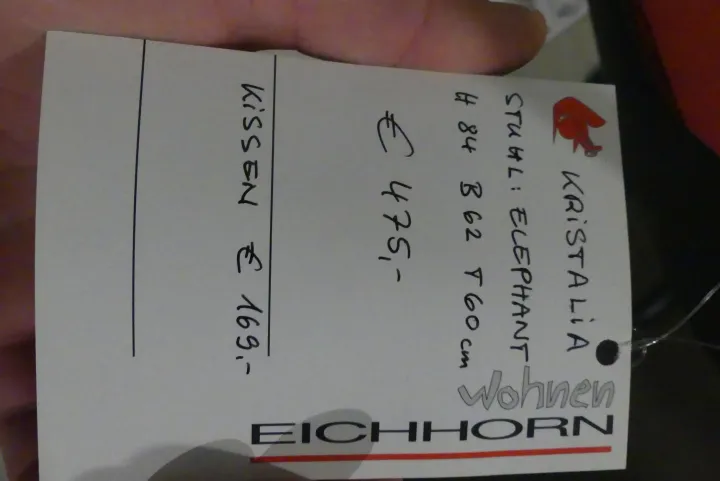 Wohnen
EICHHORN
KRiSTALiA
STUHL: ELEPHANT
H 84 B 62 T 60 cm
€ 475,-
KiSSEN € 169,-